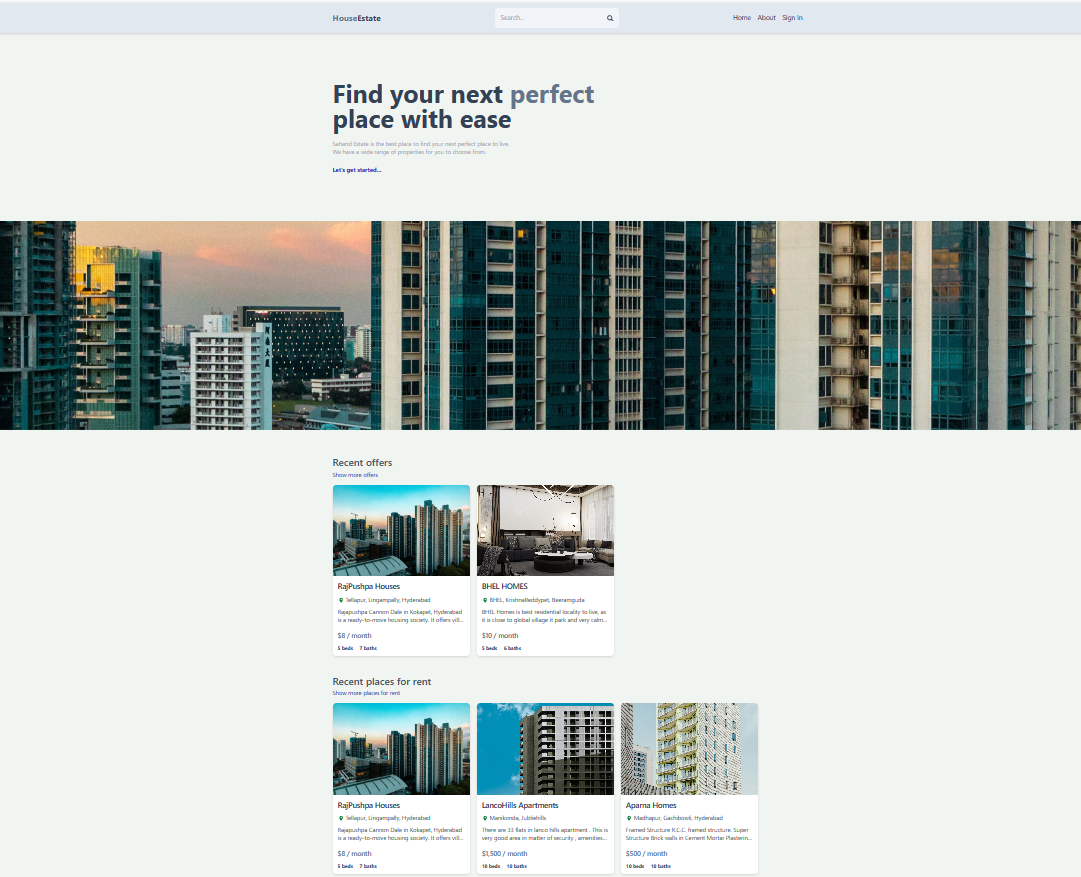 HouseEstate
Search...
Home About Sign In
Find your next perfect
place with ease
Sahand Estate is the best place to find your next perfect place to live.
We have a wide range of properties for you to choose from.
Let's get started...
Recent offers
Show more offers
RajPushpa Houses
Tellapur, Lingampally, Hyderabad
Rajapushpa Cannon Dale in Kokapet, Hyderabad
is a ready-to-move housing society. It offers vill...
$8 / month
5 beds 7 baths
BHEL HOMES
BHEL, KrishnaReddypet, Beeramguda
BHEL Homes is best residential locality to live, as
it is close to global village it park and very calm...
$10 / month
5 beds 6 baths
Recent places for rent
Show more places for rent
RajPushpa Houses
Tellapur, Lingampally, Hyderabad
Rajapushpa Cannon Dale in Kokapet, Hyderabad
is a ready-to-move housing society. It offers vill...
$8 / month
5 beds 7 baths
LancoHills Apartments
Manikonda, Jubliehills
There are 33 flats in lanco hills apartment . This is
very good area in matter of security , amenities...
$1,500 / month
10 beds 10 baths
Aparna Homes
Madhapur, Gachibowli, Hyderabad
Framed Structure R.C.C. framed structure. Super
Structure Brick walls in Cement Mortar Plasterin...
$500 / month
10 beds 10 baths